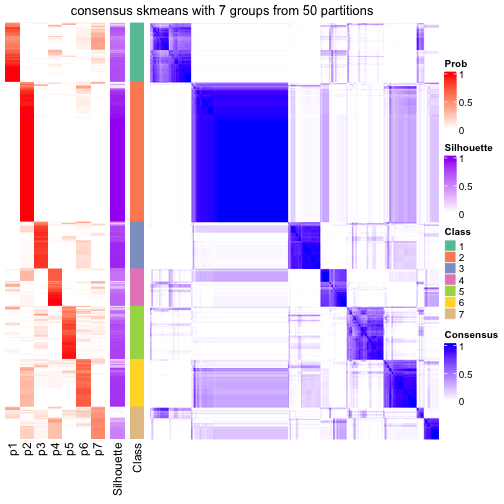 consensus skmeans with 7 groups from 50 partitions
Prob
1
0.5
0
Silhouette
1
0.5
0
Class
1
2
3
4
5
6
7
Consensus
1
0.5
0
p1
p2
p3
p4
p5
p6
p7
Silhouette
Class